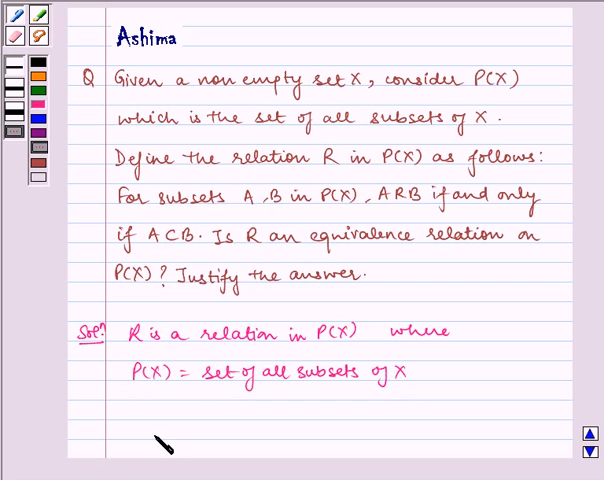 Ashima
Q Given a non empty set X, consider P(X)
which is the set of all subsets of X.
Define the relation R in P(X) as follows:
For subsets A, B in P(X), ARB if and only
if A⊂B. Is R an equivalence relation on
P(X)? Justify the answer.
Solⁿ: R is a relation in P(X) where
P(X) = set of all subsets of X